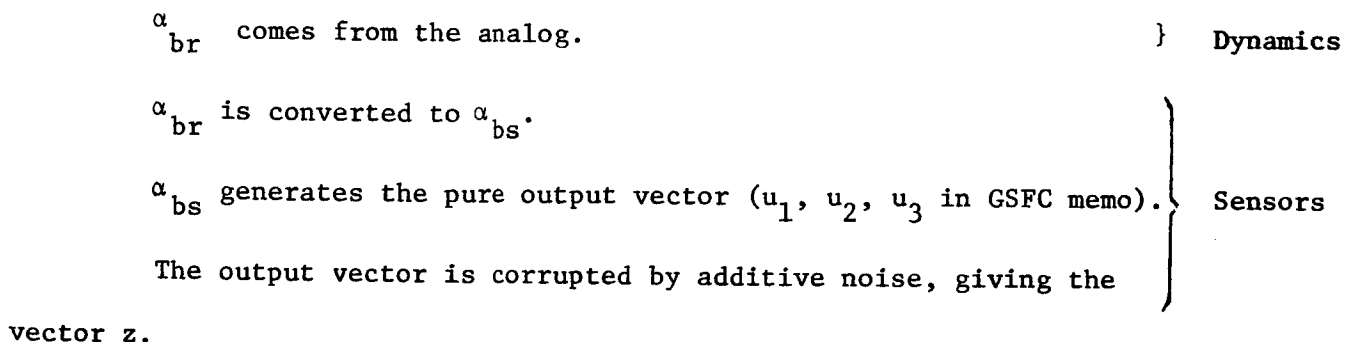 α_br comes from the analog. } Dynamics
α_br is converted to α_bs.
α_bs generates the pure output vector (u_1, u_2, u_3 in GSFC memo). } Sensors
The output vector is corrupted by additive noise, giving the
vector z.